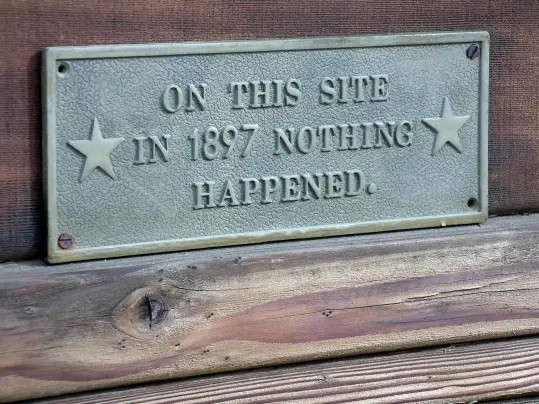 ON THIS SITE
IN 1897 NOTHING
HAPPENED.